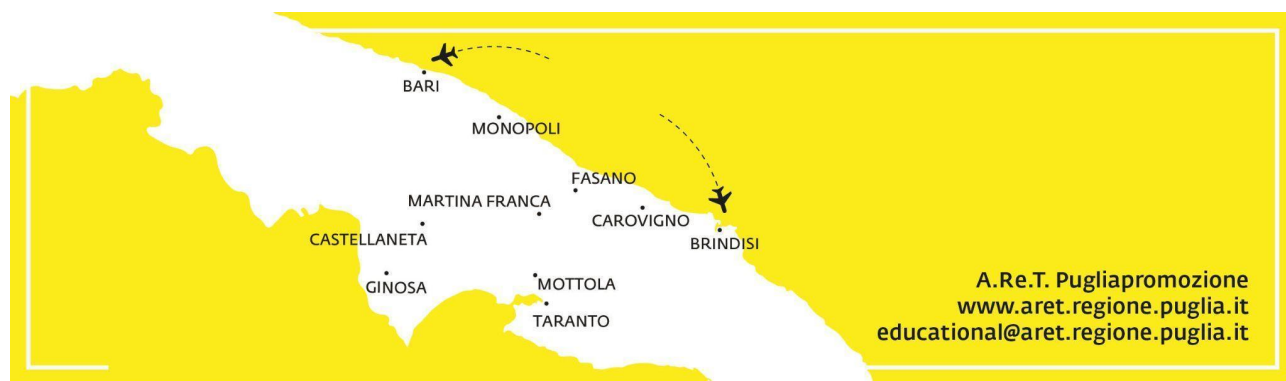 BARI
MONOPOLI
FASANO
MARTINA FRANCA
CAROVIGNO
CASTELLANETA
BRINDISI
GINOSA
MOTTOLA
TARANTO
A.Re.T. Pugliapromozione
www.aret.regione.puglia.it
educational@aret.regione.puglia.it